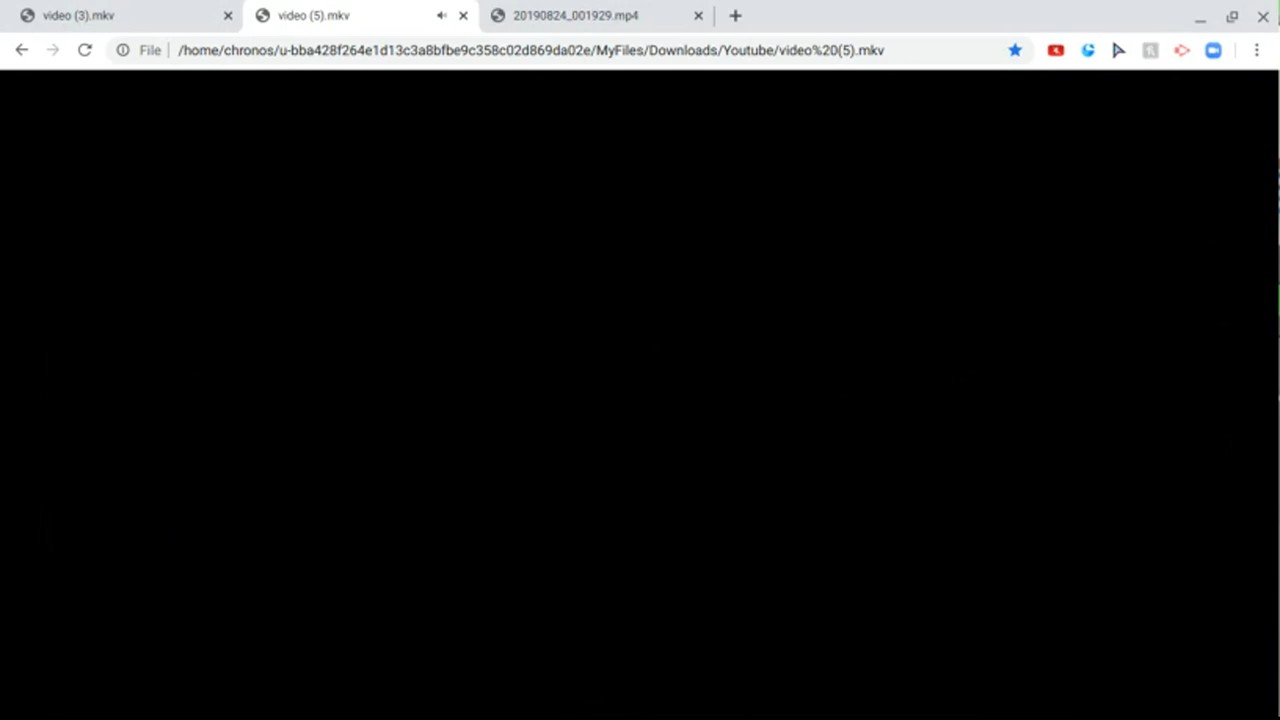 video (3).mkv
video (5).mkv
20190824_001929.mp4
File
/home/chronos/u-bba428f264e1d13c3a8bfbe9c358c02d869da02e/MyFiles/Downloads/Youtube/video%20(5).mkv